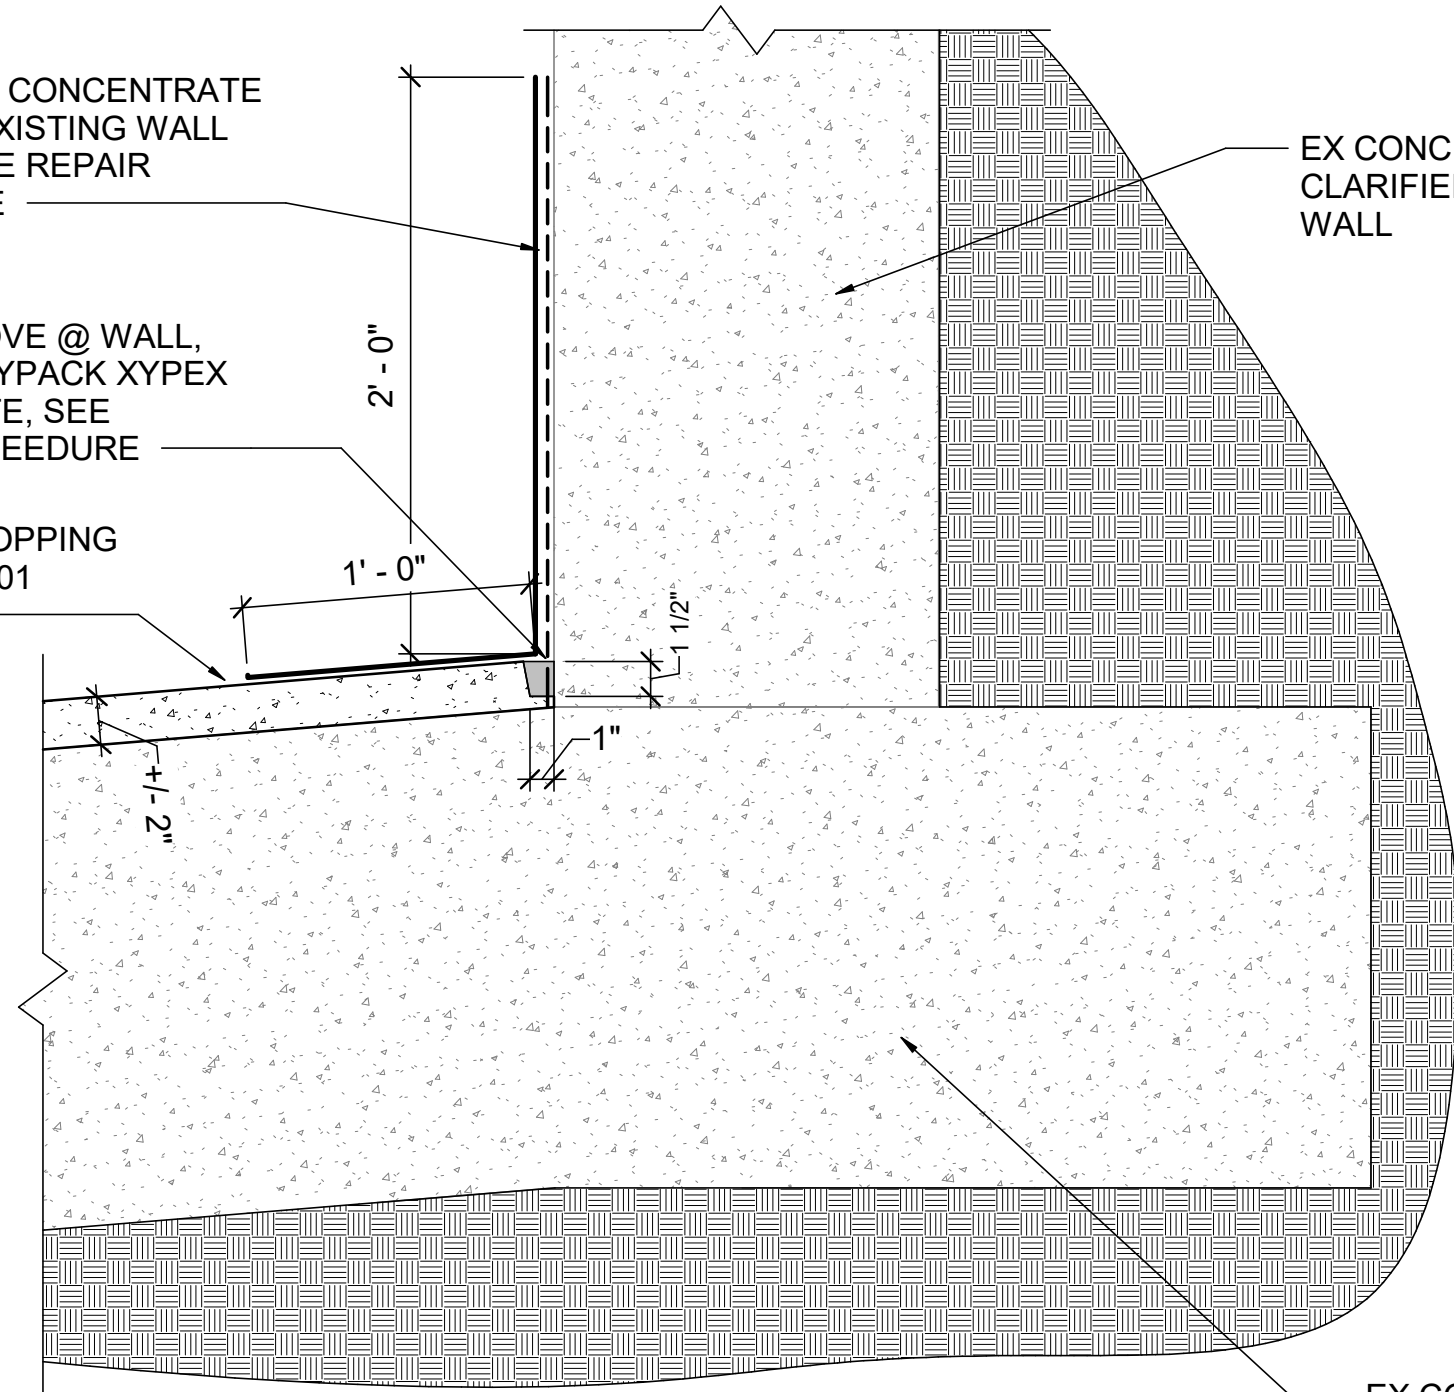 CONCENTRATE
XISTING WALL
E REPAIR
EX CONC
CLARIFIE
WALL
OVE @ WALL,
YPACK XYPEX
TE, SEE
EEDURE
2' - 0"
OPPING
01
1' - 0"
1 1/2"
1"
+/- 2"
EX CO